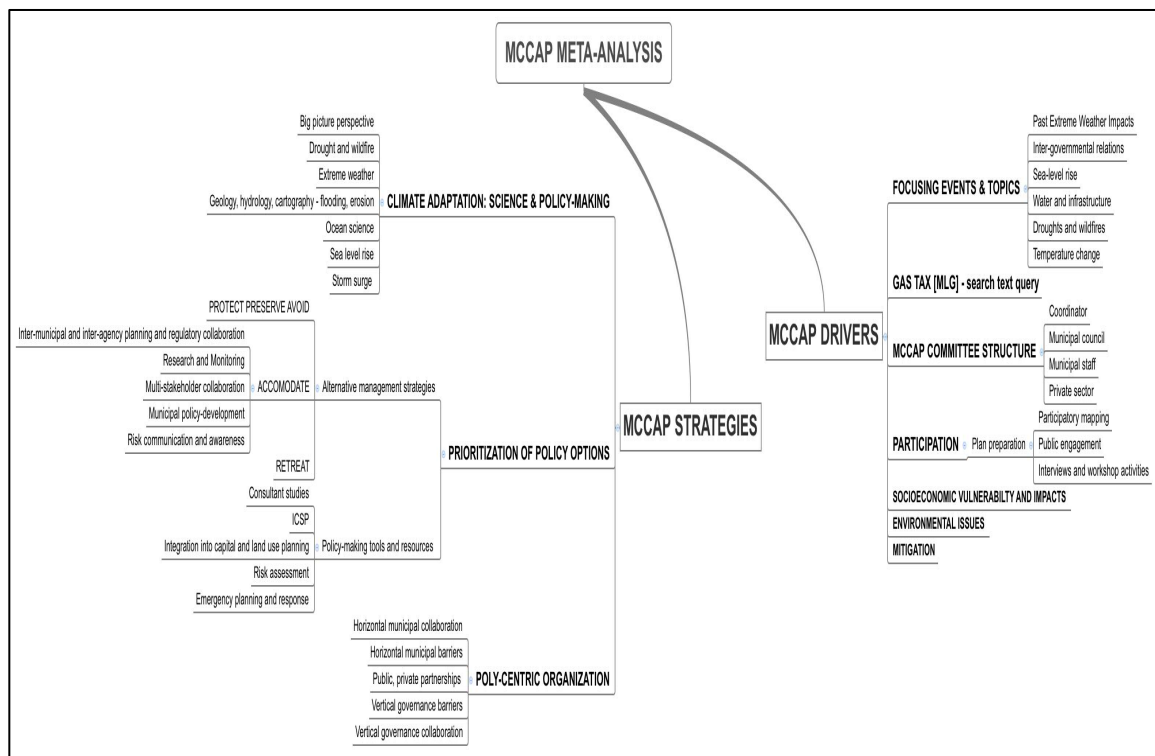 MCCAP META-ANALYSIS
Big picture perspective
Drought and wildfire
Extreme weather
Geology, hydrology, cartography - flooding, erosion
Ocean science
Sea level rise
Storm surge
CLIMATE ADAPTATION: SCIENCE & POLICY-MAKING
PROTECT PRESERVE AVOID
Inter-municipal and inter-agency planning and regulatory collaboration
Research and Monitoring
Multi-stakeholder collaboration
Municipal policy-development
Risk communication and awareness
ACCOMODATE
RETREAT
Alternative management strategies
Consultant studies
ICSP
Integration into capital and land use planning
Risk assessment
Emergency planning and response
Policy-making tools and resources
PRIORITIZATION OF POLICY OPTIONS
Horizontal municipal collaboration
Horizontal municipal barriers
Public, private partnerships
Vertical governance barriers
Vertical governance collaboration
POLY-CENTRIC ORGANIZATION
MCCAP STRATEGIES
MCCAP DRIVERS
FOCUSING EVENTS & TOPICS
Past Extreme Weather Impacts
Inter-governmental relations
Sea-level rise
Water and infrastructure
Droughts and wildfires
Temperature change
GAS TAX [MLG] - search text query
MCCAP COMMITTEE STRUCTURE
Coordinator
Municipal council
Municipal staff
Private sector
PARTICIPATION
Plan preparation
Participatory mapping
Public engagement
Interviews and workshop activities
SOCIOECONOMIC VULNERABILTY AND IMPACTS
ENVIRONMENTAL ISSUES
MITIGATION